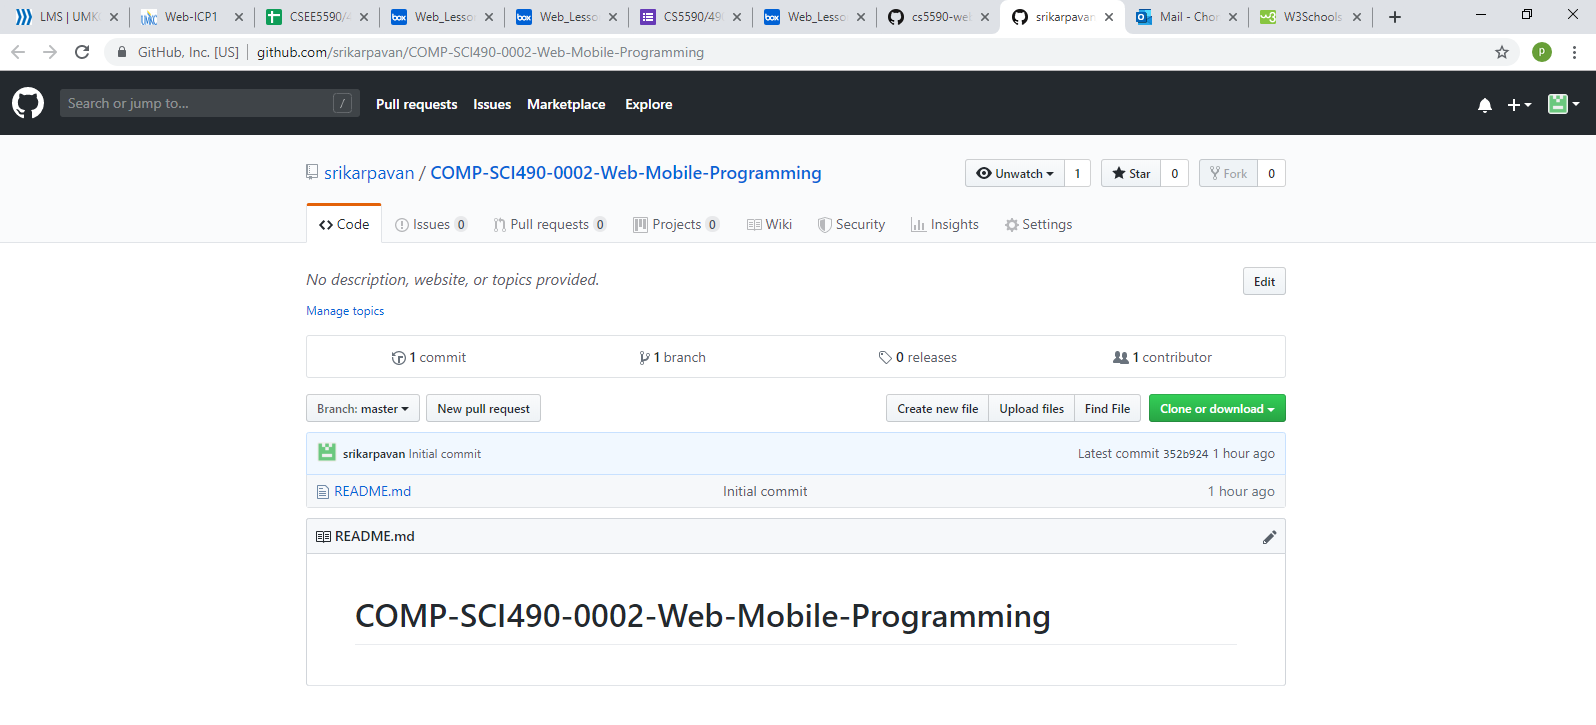 LMS | UMK
Web-ICP1
CSEE5590/4
Web_Lesso
Web_Lesso
CS5590/490
Web_Lesso
cs5590-web
srikarpavan
Mail - Chor
W3Schools
GitHub, Inc. [US] github.com/srikarpavan/COMP-SCI490-0002-Web-Mobile-Programming
p
Search or jump to... /
Pull requests Issues Marketplace Explore
srikarpavan / COMP-SCI490-0002-Web-Mobile-Programming
Unwatch 1 Star 0 Fork 0
Code Issues 0 Pull requests 0 Projects 0 Wiki Security Insights Settings
No description, website, or topics provided.
Edit
Manage topics
1 commit 1 branch 0 releases 1 contributor
Branch: master New pull request Create new file Upload files Find File Clone or download
srikarpavan Initial commit Latest commit 352b924 1 hour ago
README.md Initial commit 1 hour ago
README.md
COMP-SCI490-0002-Web-Mobile-Programming